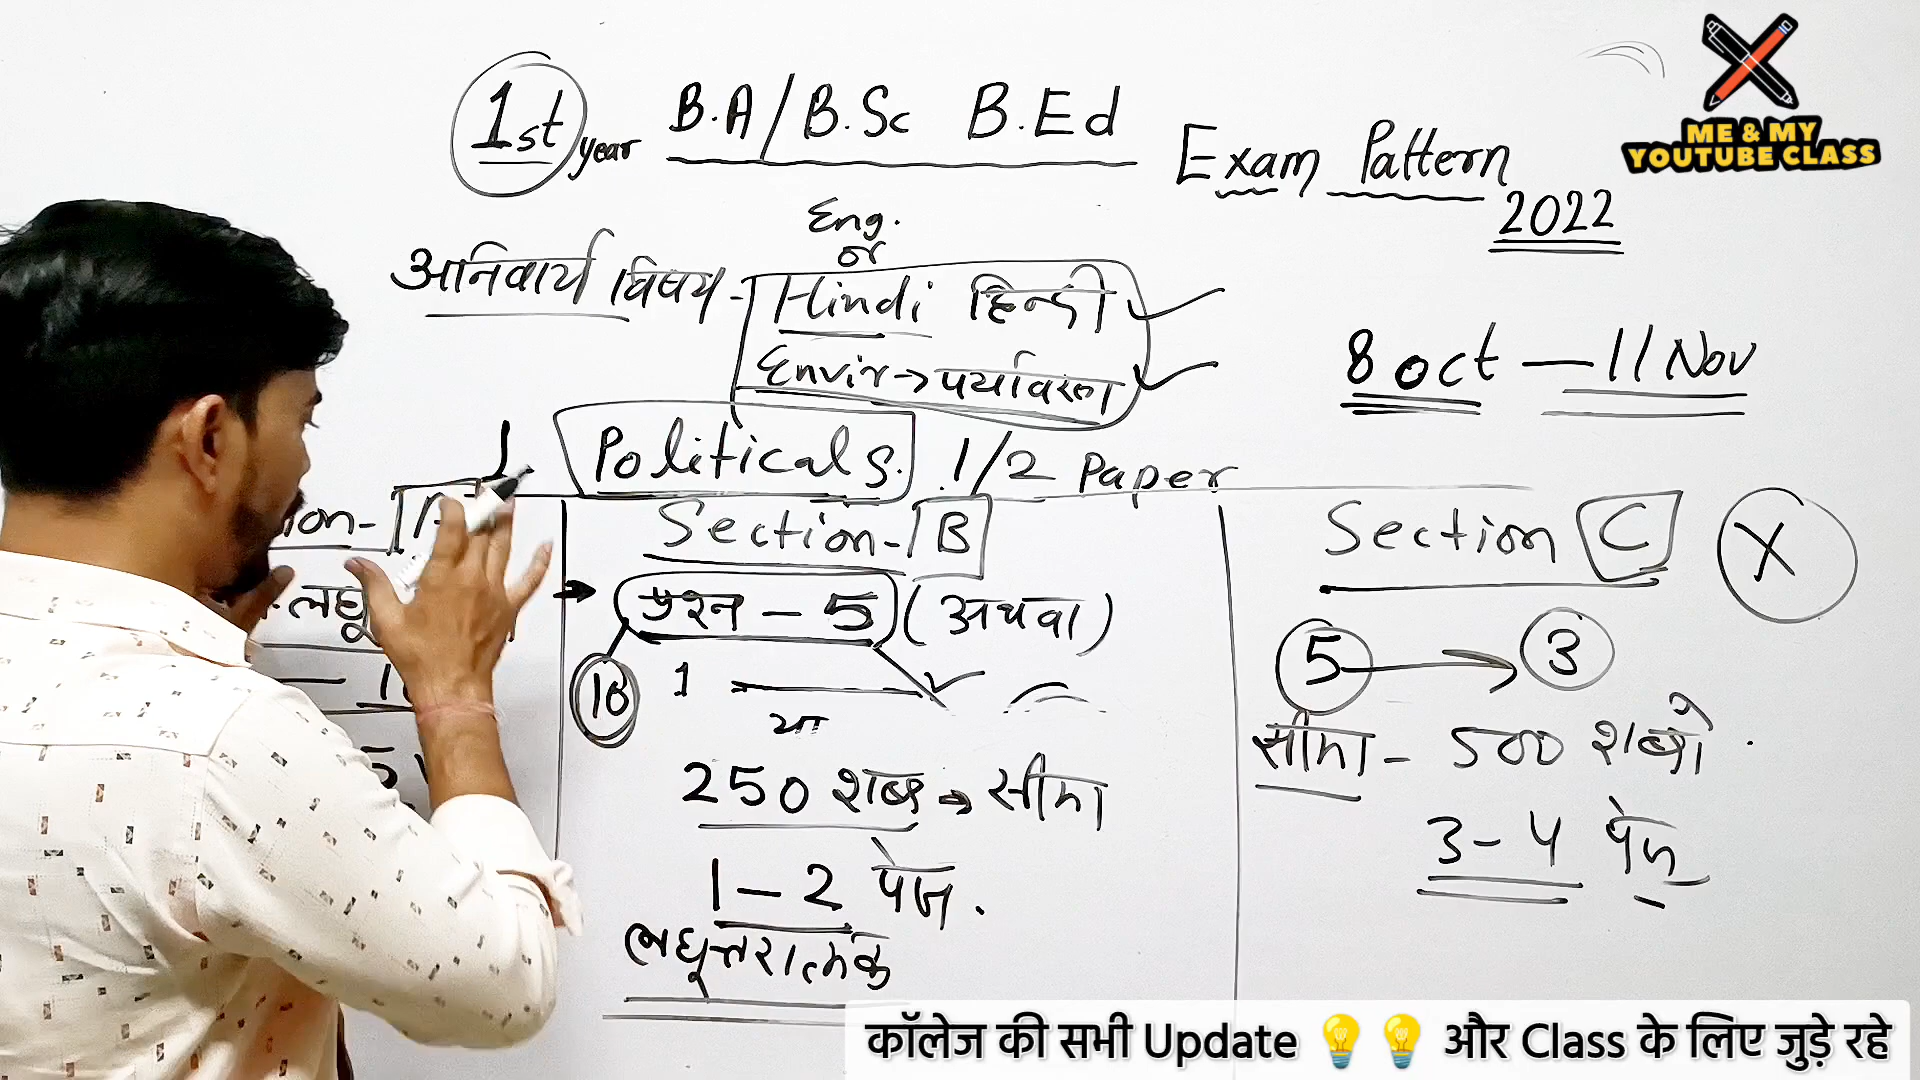 1st year B.A/B.Sc B.Ed Exam Pattern 2022
ME & MY
YOUTUBE CLASS
Eng.
or
अनिवार्य विषय - Hindi हिन्दी
Envir→पर्यावरण
8 oct — 11 Nov
Political S. 1/2 Paper
Section-B
प्रश्न - 5 (अथवा)
10
1
या
250 शब्द → सीमा
1-2 पेज.
लघूत्तरात्मक
Section C X
5 → 3
सीमा - 500 शब्दो
3-4 पेज
कॉलेज की सभी Update 💡💡 और Class के लिए जुड़े रहे